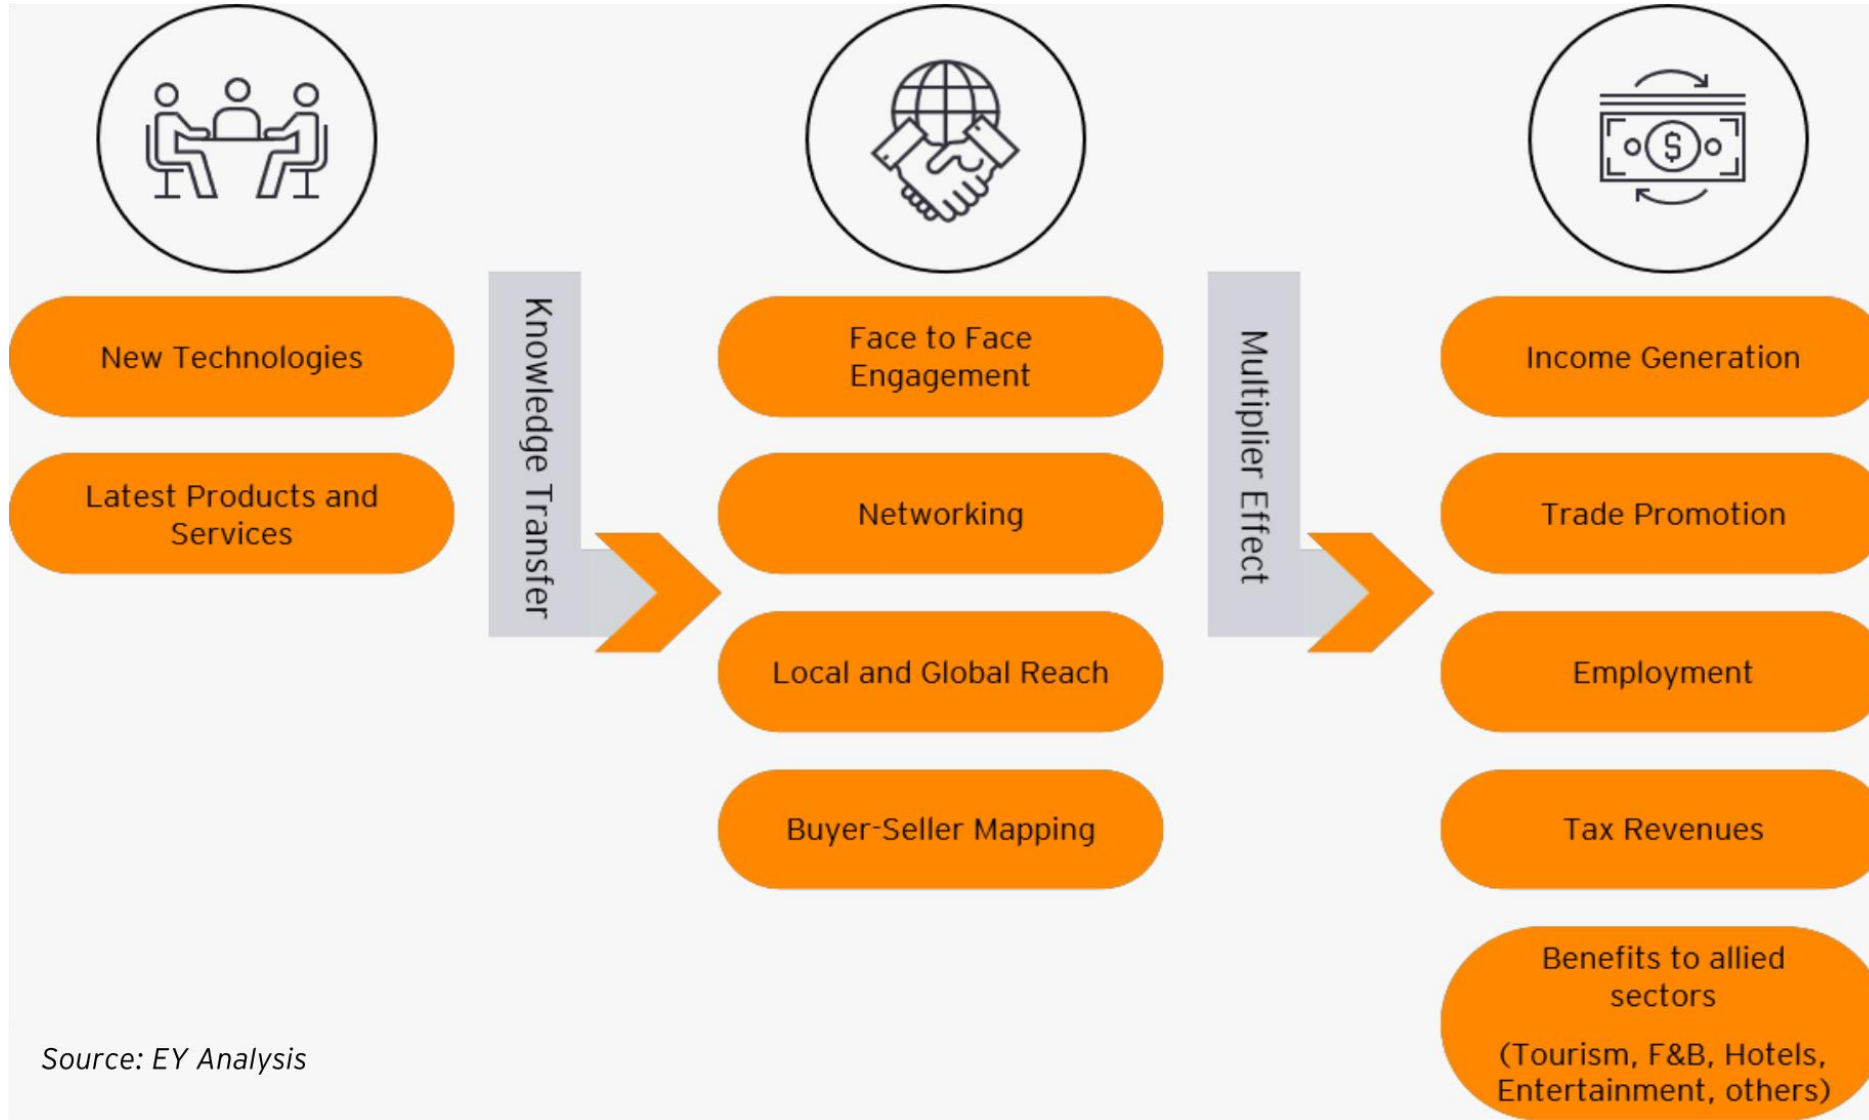 New Technologies
Latest Products and
Services
Knowledge Transfer
Face to Face
Engagement
Networking
Local and Global Reach
Buyer-Seller Mapping
Multiplier Effect
$
Income Generation
Trade Promotion
Employment
Tax Revenues
Benefits to allied
sectors
(Tourism, F&B, Hotels,
Entertainment, others)
Source: EY Analysis